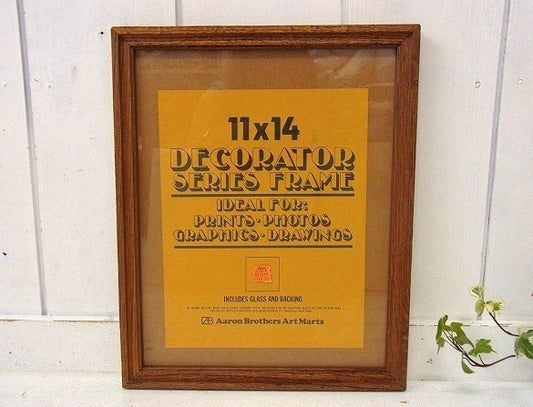 11x14
DECORATOR
SERIES FRAME
IDEAL FOR:
PRINTS·PHOTOS
GRAPHICS·DRAWINGS
INCLUDES GLASS AND BACKING
Aaron Brothers Art Marts